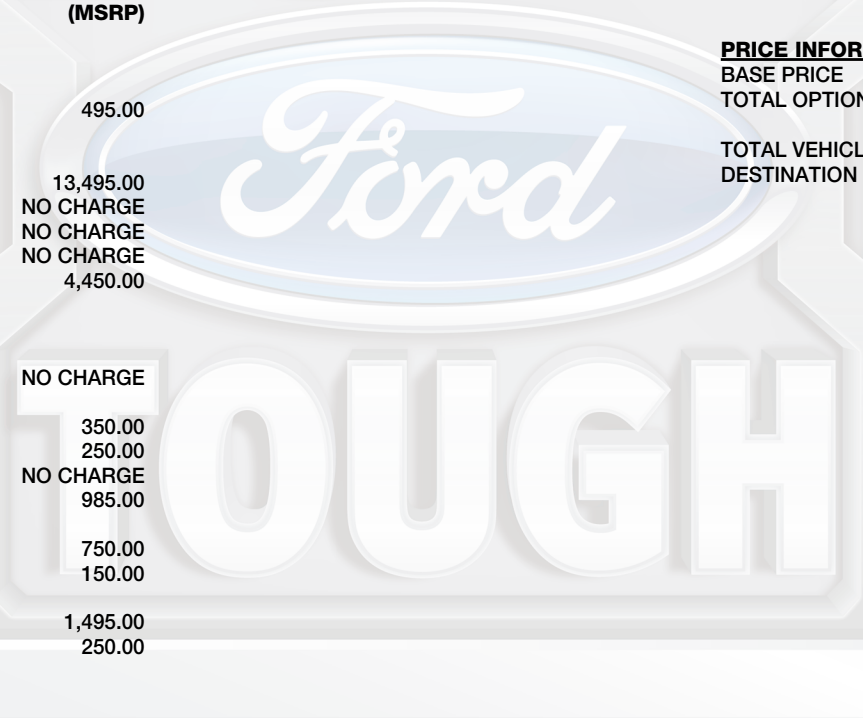 (MSRP)
495.00
13,495.00
NO CHARGE
NO CHARGE
NO CHARGE
4,450.00
NO CHARGE
350.00
250.00
NO CHARGE
985.00
750.00
150.00
1,495.00
250.00
PRICE INFOR
BASE PRICE
TOTAL OPTION
TOTAL VEHICL
DESTINATION
Ford
TOUGH